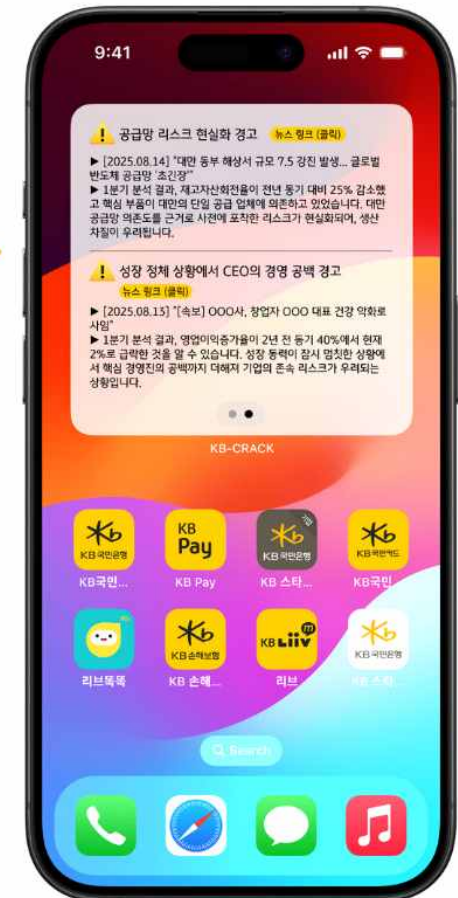 9:41
공급망 리스크 현실화 경고 뉴스 링크 (클릭)
▶ [2025.08.14] "대만 동부 해상서 규모 7.5 강진 발생... 글로벌
반도체 공급망 '초긴장'"
▶ 1분기 분석 결과, 재고자산회전율이 전년 동기 대비 25% 감소했
고 핵심 부품이 대만의 단일 공급 업체에 의존하고 있었습니다. 대만
공급망 의존도를 근거로 사전에 포착한 리스크가 현실화되어, 생산
차질이 우려됩니다.
성장 정체 상황에서 CEO의 경영 공백 경고
뉴스 링크 (클릭)
▶ [2025.08.15] "[속보] OOO사, 창업자 OOO 대표 건강 악화로
사임"
▶ 1분기 분석 결과, 영업이익증가율이 2년 전 동기 40%에서 현재
2%로 급락한 것을 알 수 있습니다. 성장 동력이 잠시 멈칫한 상황에
서 핵심 경영진의 공백까지 더해져 기업의 존속 리스크가 우려되는
상황입니다.
KB-CRACK
KB국민은행
KB Pay
KB국민은행 기업
KB국민카드
KB국민...
KB Pay
KB 스타...
KB국민
KB손해보험
KB Liiv m
KB국민은행
리브똑똑
KB 손해...
리브
KB 스타...
Search